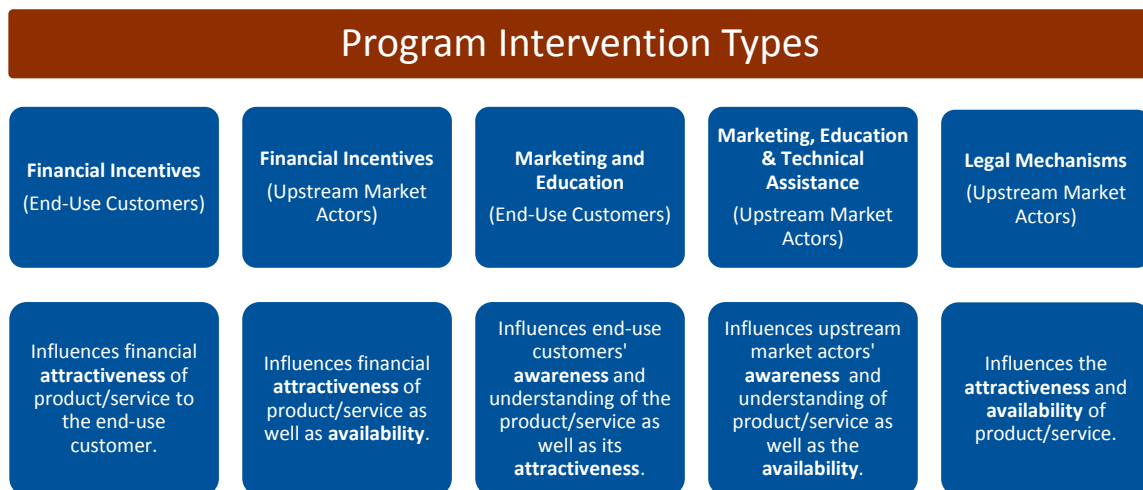 Program Intervention Types
Financial Incentives
(End-Use Customers)
Financial Incentives
(Upstream Market
Actors)
Marketing and
Education
(End-Use Customers)
Marketing, Education
& Technical
Assistance
(Upstream Market
Actors)
Legal Mechanisms
(Upstream Market
Actors)
Influences financial
attractiveness of
product/service to
the end-use
customer.
Influences financial
attractiveness of
product/service as
well as availability.
Influences end-use
customers'
awareness and
understanding of the
product/service as
well as its
attractiveness.
Influences upstream
market actors'
awareness and
understanding of
product/service as
well as the
availability.
Influences the
attractiveness and
availability of
product/service.